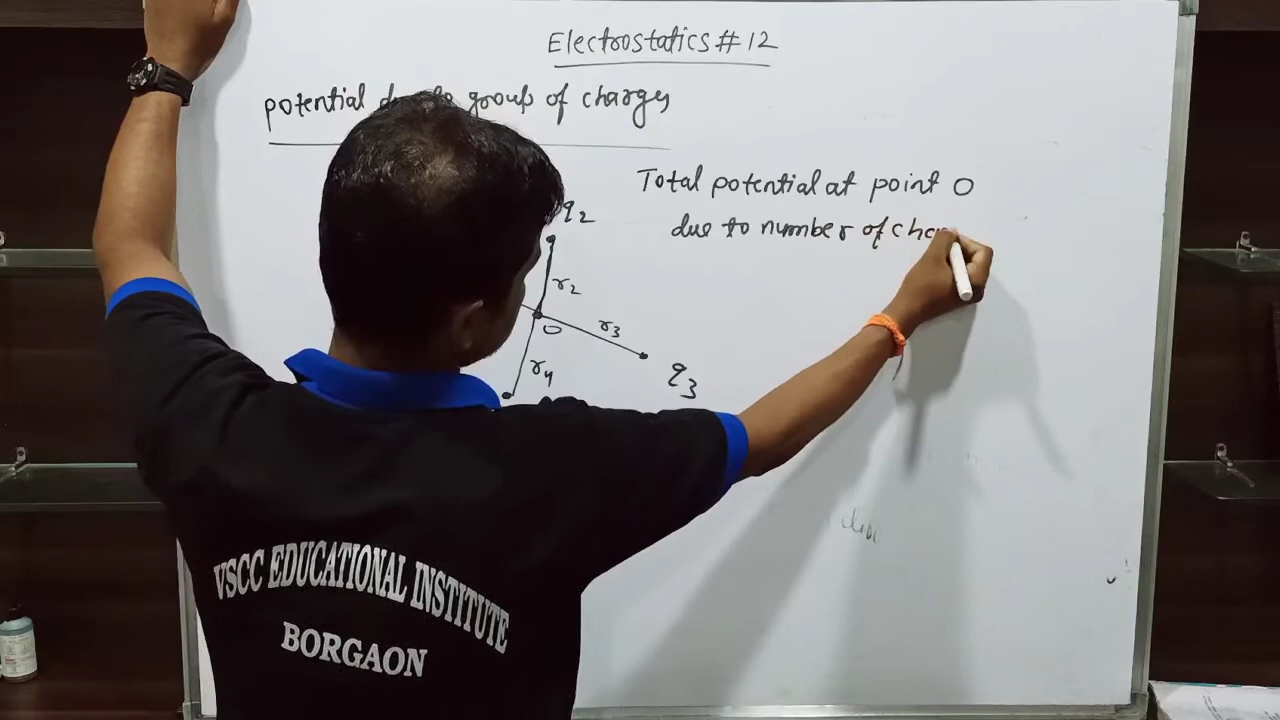 Electrostatics # 12
potential due to group of charges
Total potential at point O
due to number of cha
q2
r2
O
r3
r4
q3
VSCC EDUCATIONAL INSTITUTE
BORGAON